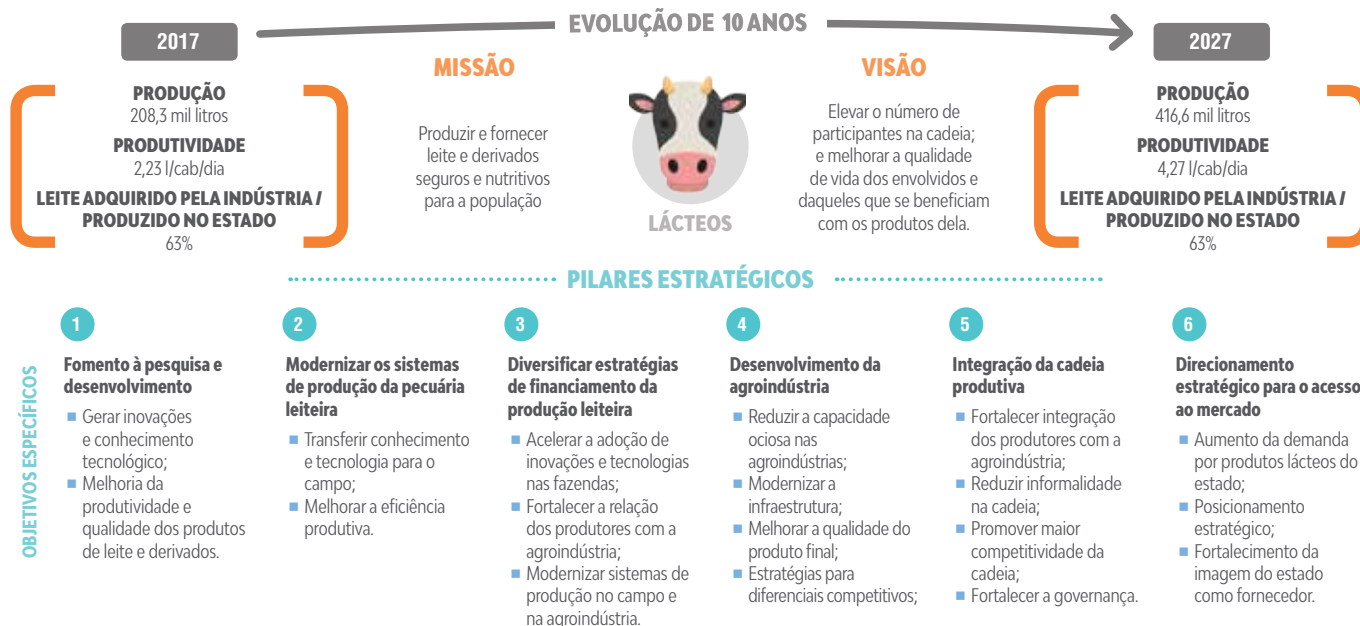 EVOLUÇÃO DE 10 ANOS
2017
PRODUÇÃO
208,3 mil litros
PRODUTIVIDADE
2,23 l/cab/dia
LEITE ADQUIRIDO PELA INDÚSTRIA /
PRODUZIDO NO ESTADO
63%
MISSÃO
Produzir e fornecer
leite e derivados
seguros e nutritivos
para a população
LÁCTEOS
VISÃO
Elevar o número de
participantes na cadeia;
e melhorar a qualidade
de vida dos envolvidos e
daqueles que se beneficiam
com os produtos dela.
2027
PRODUÇÃO
416,6 mil litros
PRODUTIVIDADE
4,27 l/cab/dia
LEITE ADQUIRIDO PELA INDÚSTRIA /
PRODUZIDO NO ESTADO
63%
PILARES ESTRATÉGICOS
OBJETIVOS ESPECÍFICOS
1
Fomento à pesquisa e
desenvolvimento
Gerar inovações
e conhecimento
tecnológico;
Melhoria da
produtividade e
qualidade dos produtos
de leite e derivados.
2
Modernizar os sistemas
de produção da pecuária
leiteira
Transferir conhecimento
e tecnologia para o
campo;
Melhorar a eficiência
produtiva.
3
Diversificar estratégias
de financiamento da
produção leiteira
Acelerar a adoção de
inovações e tecnologias
nas fazendas;
Fortalecer a relação
dos produtores com a
agroindústria;
Modernizar sistemas de
produção no campo e
na agroindústria.
4
Desenvolvimento da
agroindústria
Reduzir a capacidade
ociosa nas
agroindústrias;
Modernizar a
infraestrutura;
Melhorar a qualidade do
produto final;
Estratégias para
diferenciais competitivos;
5
Integração da cadeia
produtiva
Fortalecer integração
dos produtores com a
agroindústria;
Reduzir informalidade
na cadeia;
Promover maior
competitividade da
cadeia;
Fortalecer a governança.
6
Direcionamento
estratégico para o acesso
ao mercado
Aumento da demanda
por produtos lácteos do
estado;
Posicionamento
estratégico;
Fortalecimento da
imagem do estado
como fornecedor.